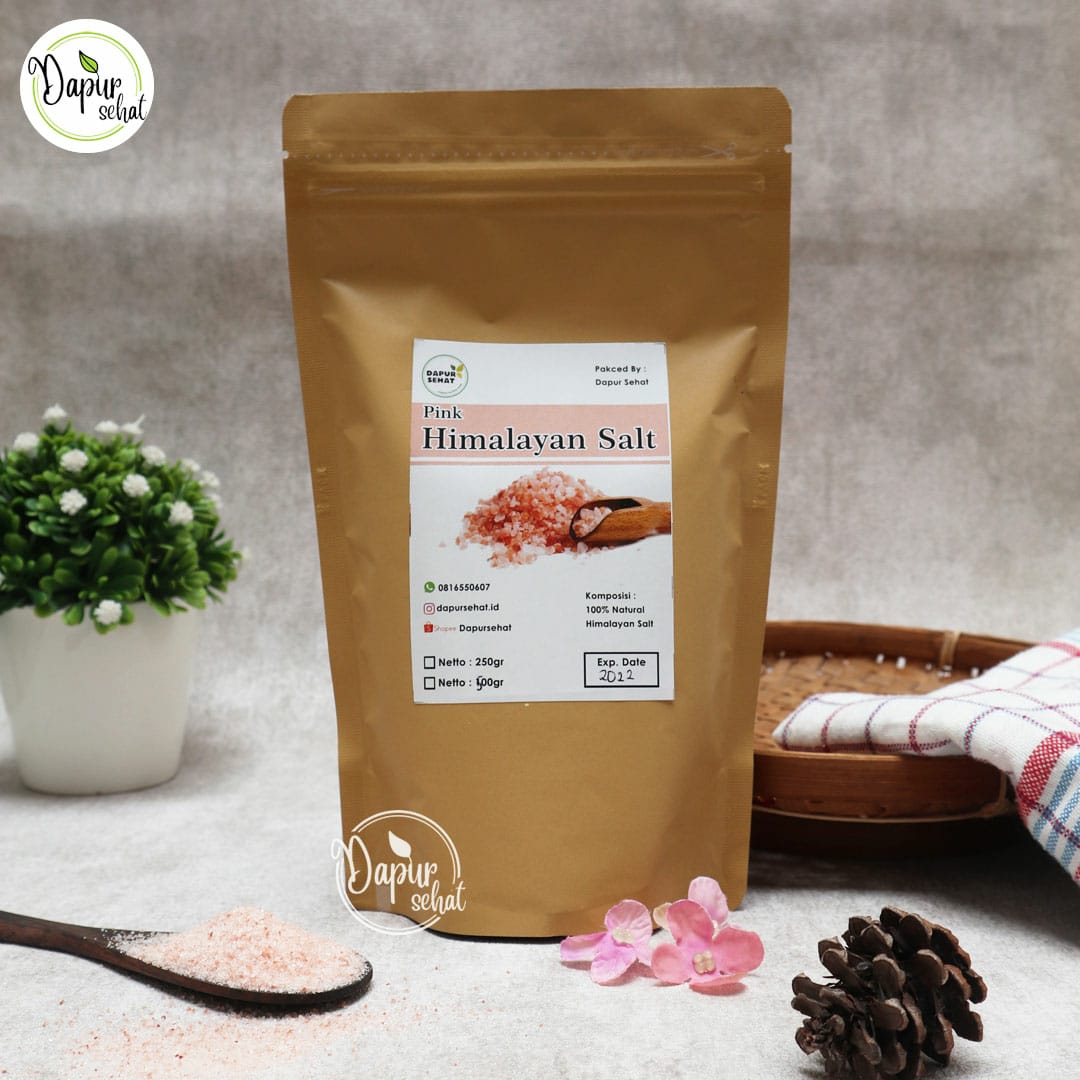 Dapur
sehat
DAPUR
SEHAT
Pakced By :
Dapur Sehat
Pink
Himalayan Salt
0816550607
dapursehat.id
Shopee Dapursehat
Komposisi :
100% Natural
Himalayan Salt
Netto : 250gr
Netto : 500gr
Exp. Date
2022
Dapur
sehat